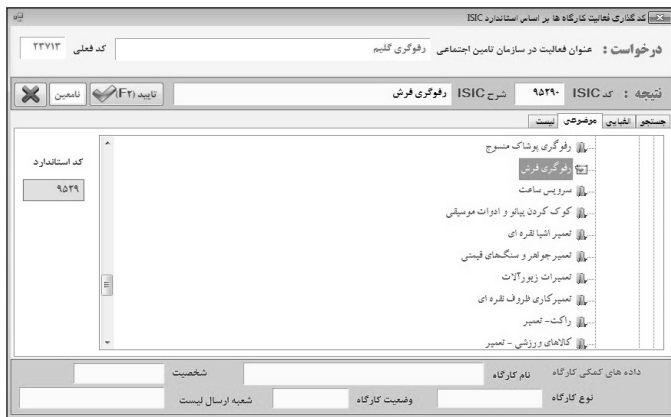 کد گذاری فعالیت کارگاه ها بر اساس استاندارد ISIC
درخواست : عنوان فعالیت در سازمان تامین اجتماعی رفوگری گلیم کد فعلی ۲۳۷۱۳
نتیجه : کد ISIC ۹۵۲۹۰ شرح ISIC رفوگری فرش تایید (F۲) نامعین
جستجو الفبایی موضوعی لیست
رفوگری پوشاک منسوج
رفوگری فرش
سرویس ساعت
کوک کردن پیانو و ادوات موسیقی
تعمیر اشیا نقره ای
تعمیر جواهر و سنگ‌های قیمتی
تعمیرات زیورآلات
تعمیرکاری ظروف نقره ای
راکت- تعمیر
کالاهای ورزشی - تعمیر
کد استاندارد
۹۵۲۹
داده های کمکی کارگاه نام کارگاه شخصیت
نوع کارگاه وضعیت کارگاه شعبه ارسال لیست